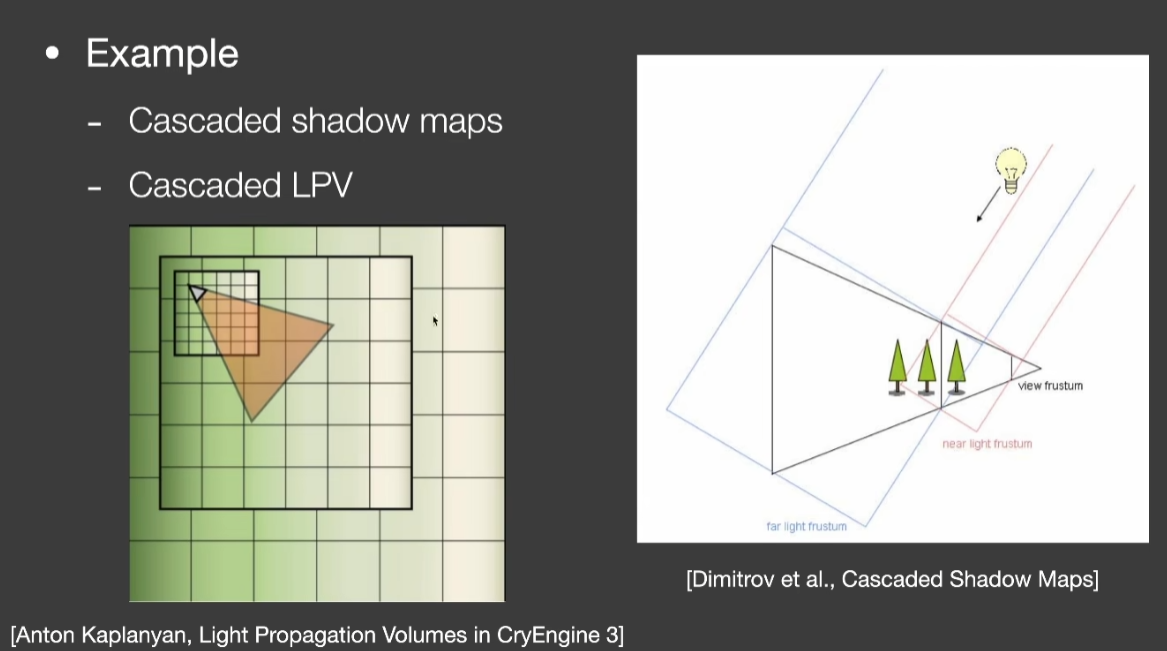 • Example
- Cascaded shadow maps
- Cascaded LPV
view frustum
near light frustum
far light frustum
[Dimitrov et al., Cascaded Shadow Maps]
[Anton Kaplanyan, Light Propagation Volumes in CryEngine 3]